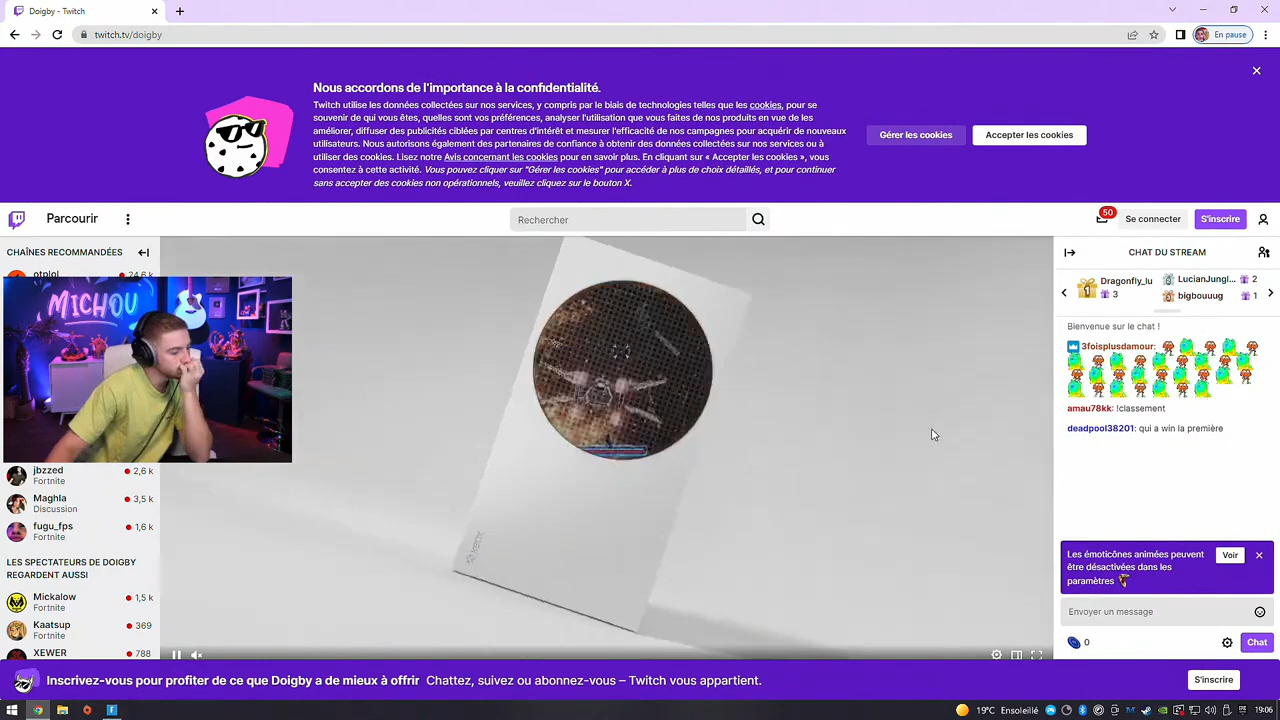 Doigby - Twitch
twitch.tv/doigby
En pause
Nous accordons de l'importance à la confidentialité.
Twitch utilise les données collectées sur nos services, y compris par le biais de technologies telles que les cookies, pour se
souvenir de qui vous êtes, quelles sont vos préférences, analyser l'utilisation que vous faites de nos produits en vue de les
améliorer, diffuser des publicités ciblées par centres d'intérêt et mesurer l'efficacité de nos campagnes pour acquérir de nouveaux
utilisateurs. Nous autorisons également des partenaires de confiance à obtenir des données collectées sur nos services ou à
utiliser des cookies. Lisez notre Avis concernant les cookies pour en savoir plus. En cliquant sur « Accepter les cookies », vous
consentez à cette activité. Vous pouvez cliquer sur "Gérer les cookies" pour accéder à plus de choix détaillés, et pour continuer
sans accepter des cookies non opérationnels, veuillez cliquez sur le bouton X.
Gérer les cookies
Accepter les cookies
Parcourir
Rechercher
50
Se connecter
S'inscrire
CHAÎNES RECOMMANDÉES
otplol_ 24,6 k
MICHOU
jbzzed 2,6 k
Fortnite
Maghla 3,5 k
Discussion
fugu_fps 1,6 k
Fortnite
LES SPECTATEURS DE DOIGBY
REGARDENT AUSSI
Mickalow 1,5 k
Fortnite
Kaatsup 369
Fortnite
XEWER 788
XBOX
CHAT DU STREAM
1 Dragonfly_lu 3
LucianJungl... 2
bigbouuug 1
Bienvenue sur le chat !
3foisplusdamour:
amau78kk: !classement
deadpool38201: qui a win la première
Les émoticônes animées peuvent
être désactivées dans les
paramètres
Voir
Envoyer un message
0
Chat
Inscrivez-vous pour profiter de ce que Doigby a de mieux à offrir Chattez, suivez ou abonnez-vous – Twitch vous appartient.
S'inscrire
19°C Ensoleillé
19:06